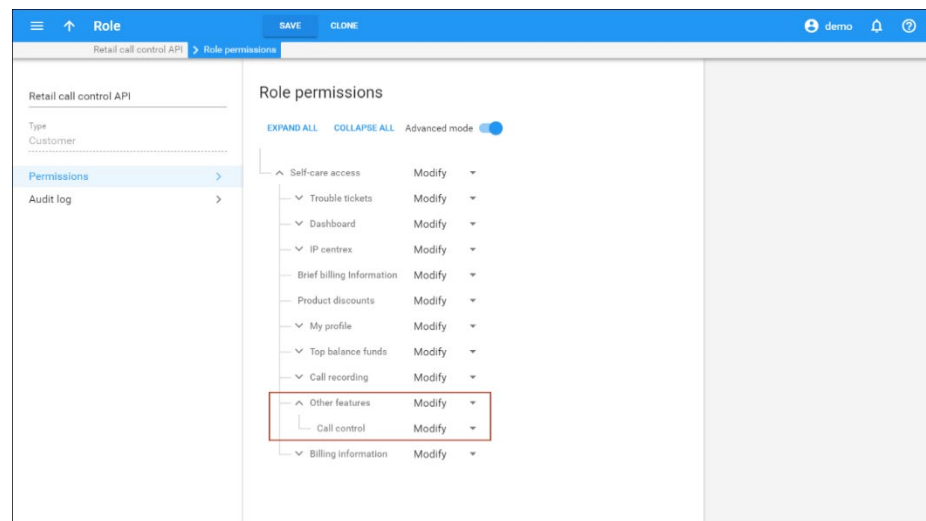 Role
SAVE
CLONE
demo
Retail call control API
Role permissions
Retail call control API
Type
Customer
Permissions
Audit log
Role permissions
EXPAND ALL COLLAPSE ALL Advanced mode
Self-care access Modify
Trouble tickets Modify
Dashboard Modify
IP centrex Modify
Brief billing Information Modify
Product discounts Modify
My profile Modify
Top balance funds Modify
Call recording Modify
Other features Modify
Call control Modify
Billing information Modify